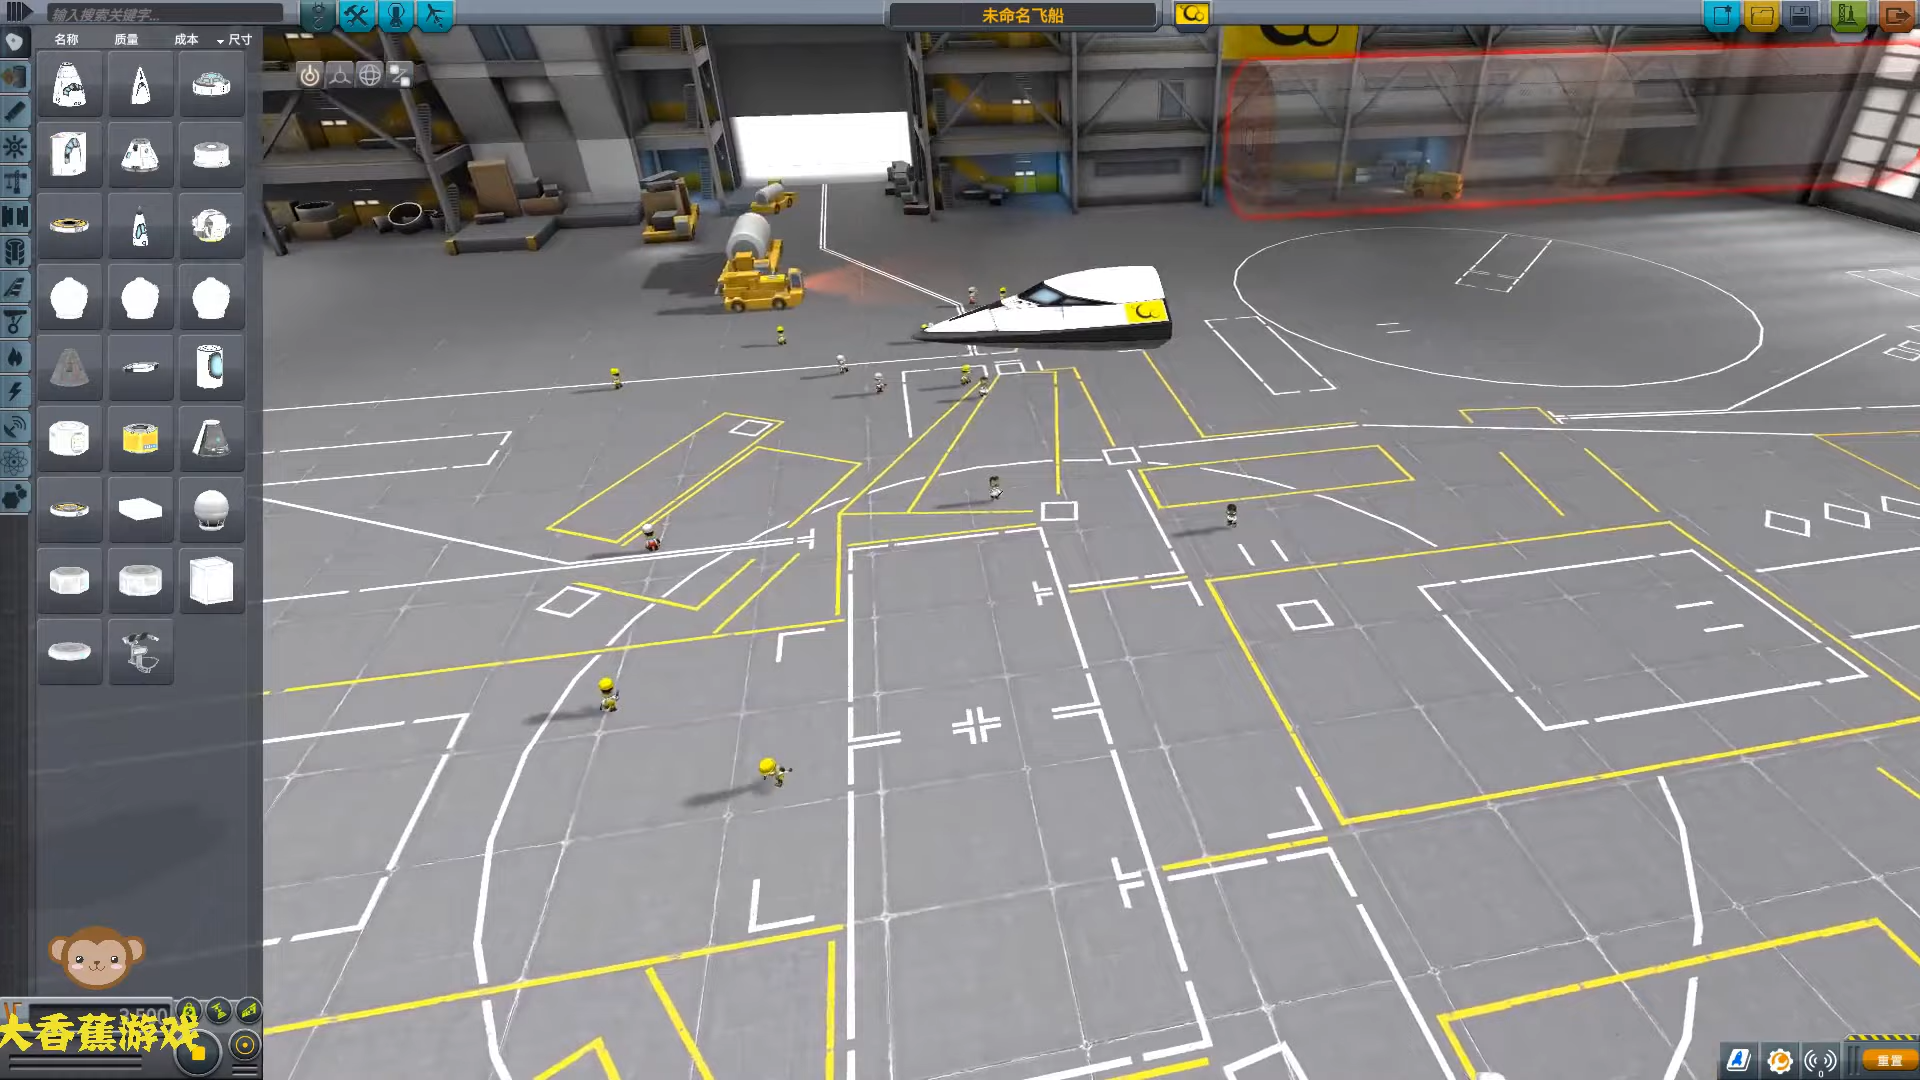 输入搜索关键字...
未命名飞船
名称 质量 成本 尺寸
大香蕉游戏
0
重置